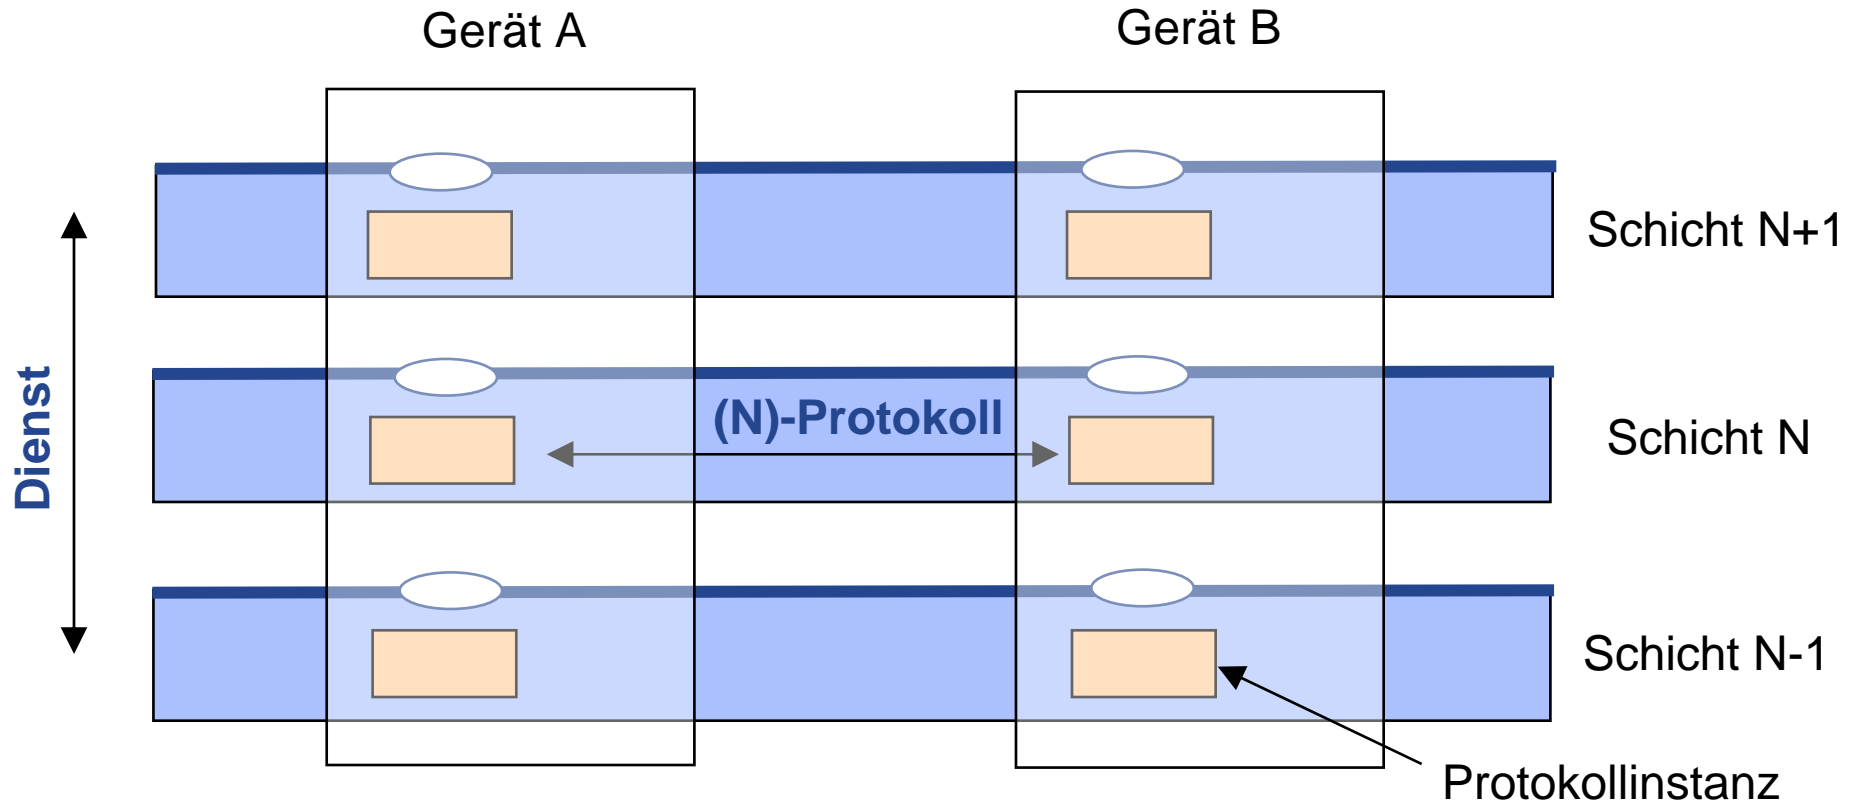 Gerät A
Gerät B
Schicht N+1
Dienst
(N)-Protokoll
Schicht N
Schicht N-1
Protokollinstanz